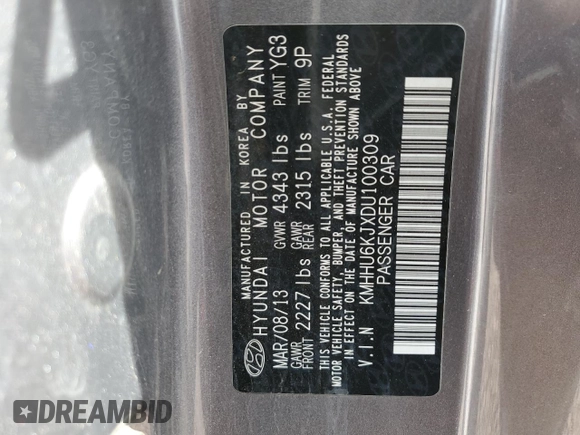 MANUFACTURED IN KOREA BY
HYUNDAI MOTOR COMPANY
MAR/08/13 GVWR 4343 lbs PAINT YG3
GAWR FRONT 2227 lbs GAWR REAR 2315 lbs TRIM 9P
THIS VEHICLE CONFORMS TO ALL APPLICABLE U.S.A. FEDERAL
MOTOR VEHICLE SAFETY, BUMPER, AND THEFT PREVENTION STANDARDS
IN EFFECT ON THE DATE OF MANUFACTURE SHOWN ABOVE
V.I.N KMHHU6KJXDU100309
PASSENGER CAR
DREAMBID